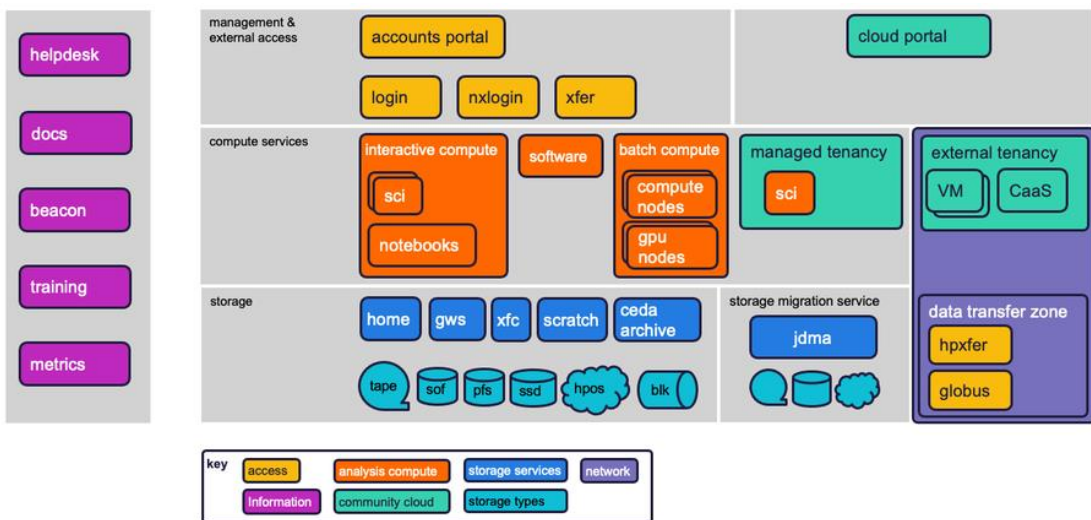 helpdesk
docs
beacon
training
metrics
management &
external access
accounts portal
login
nxlogin
xfer
cloud portal
compute services
interactive compute
sci
notebooks
software
batch compute
compute
nodes
gpu
nodes
managed tenancy
sci
external tenancy
VM
CaaS
storage
home
gws
xfc
scratch
ceda
archive
tape
sof
pfs
ssd
hpos
blk
storage migration service
jdma
data transfer zone
hpxfer
globus
key
access
analysis compute
storage services
network
Information
community cloud
storage types